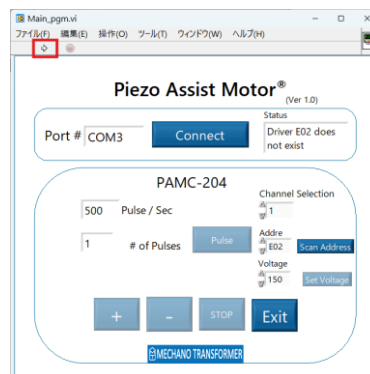 Main_pgm.vi
ファイル(F) 編集(E) 操作(O) ツール(T) ウィンドウ(W) ヘルプ(H)
Piezo Assist Motor®
(Ver 1.0)
Port # COM3 Connect
Status
Driver E02 does
not exist
PAMC-204
500 Pulse / Sec
Channel Selection
1
1 # of Pulses Pulse
Addre
E02 Scan Address
Voltage
150 Set Voltage
+ - STOP Exit
MECHANO TRANSFORMER